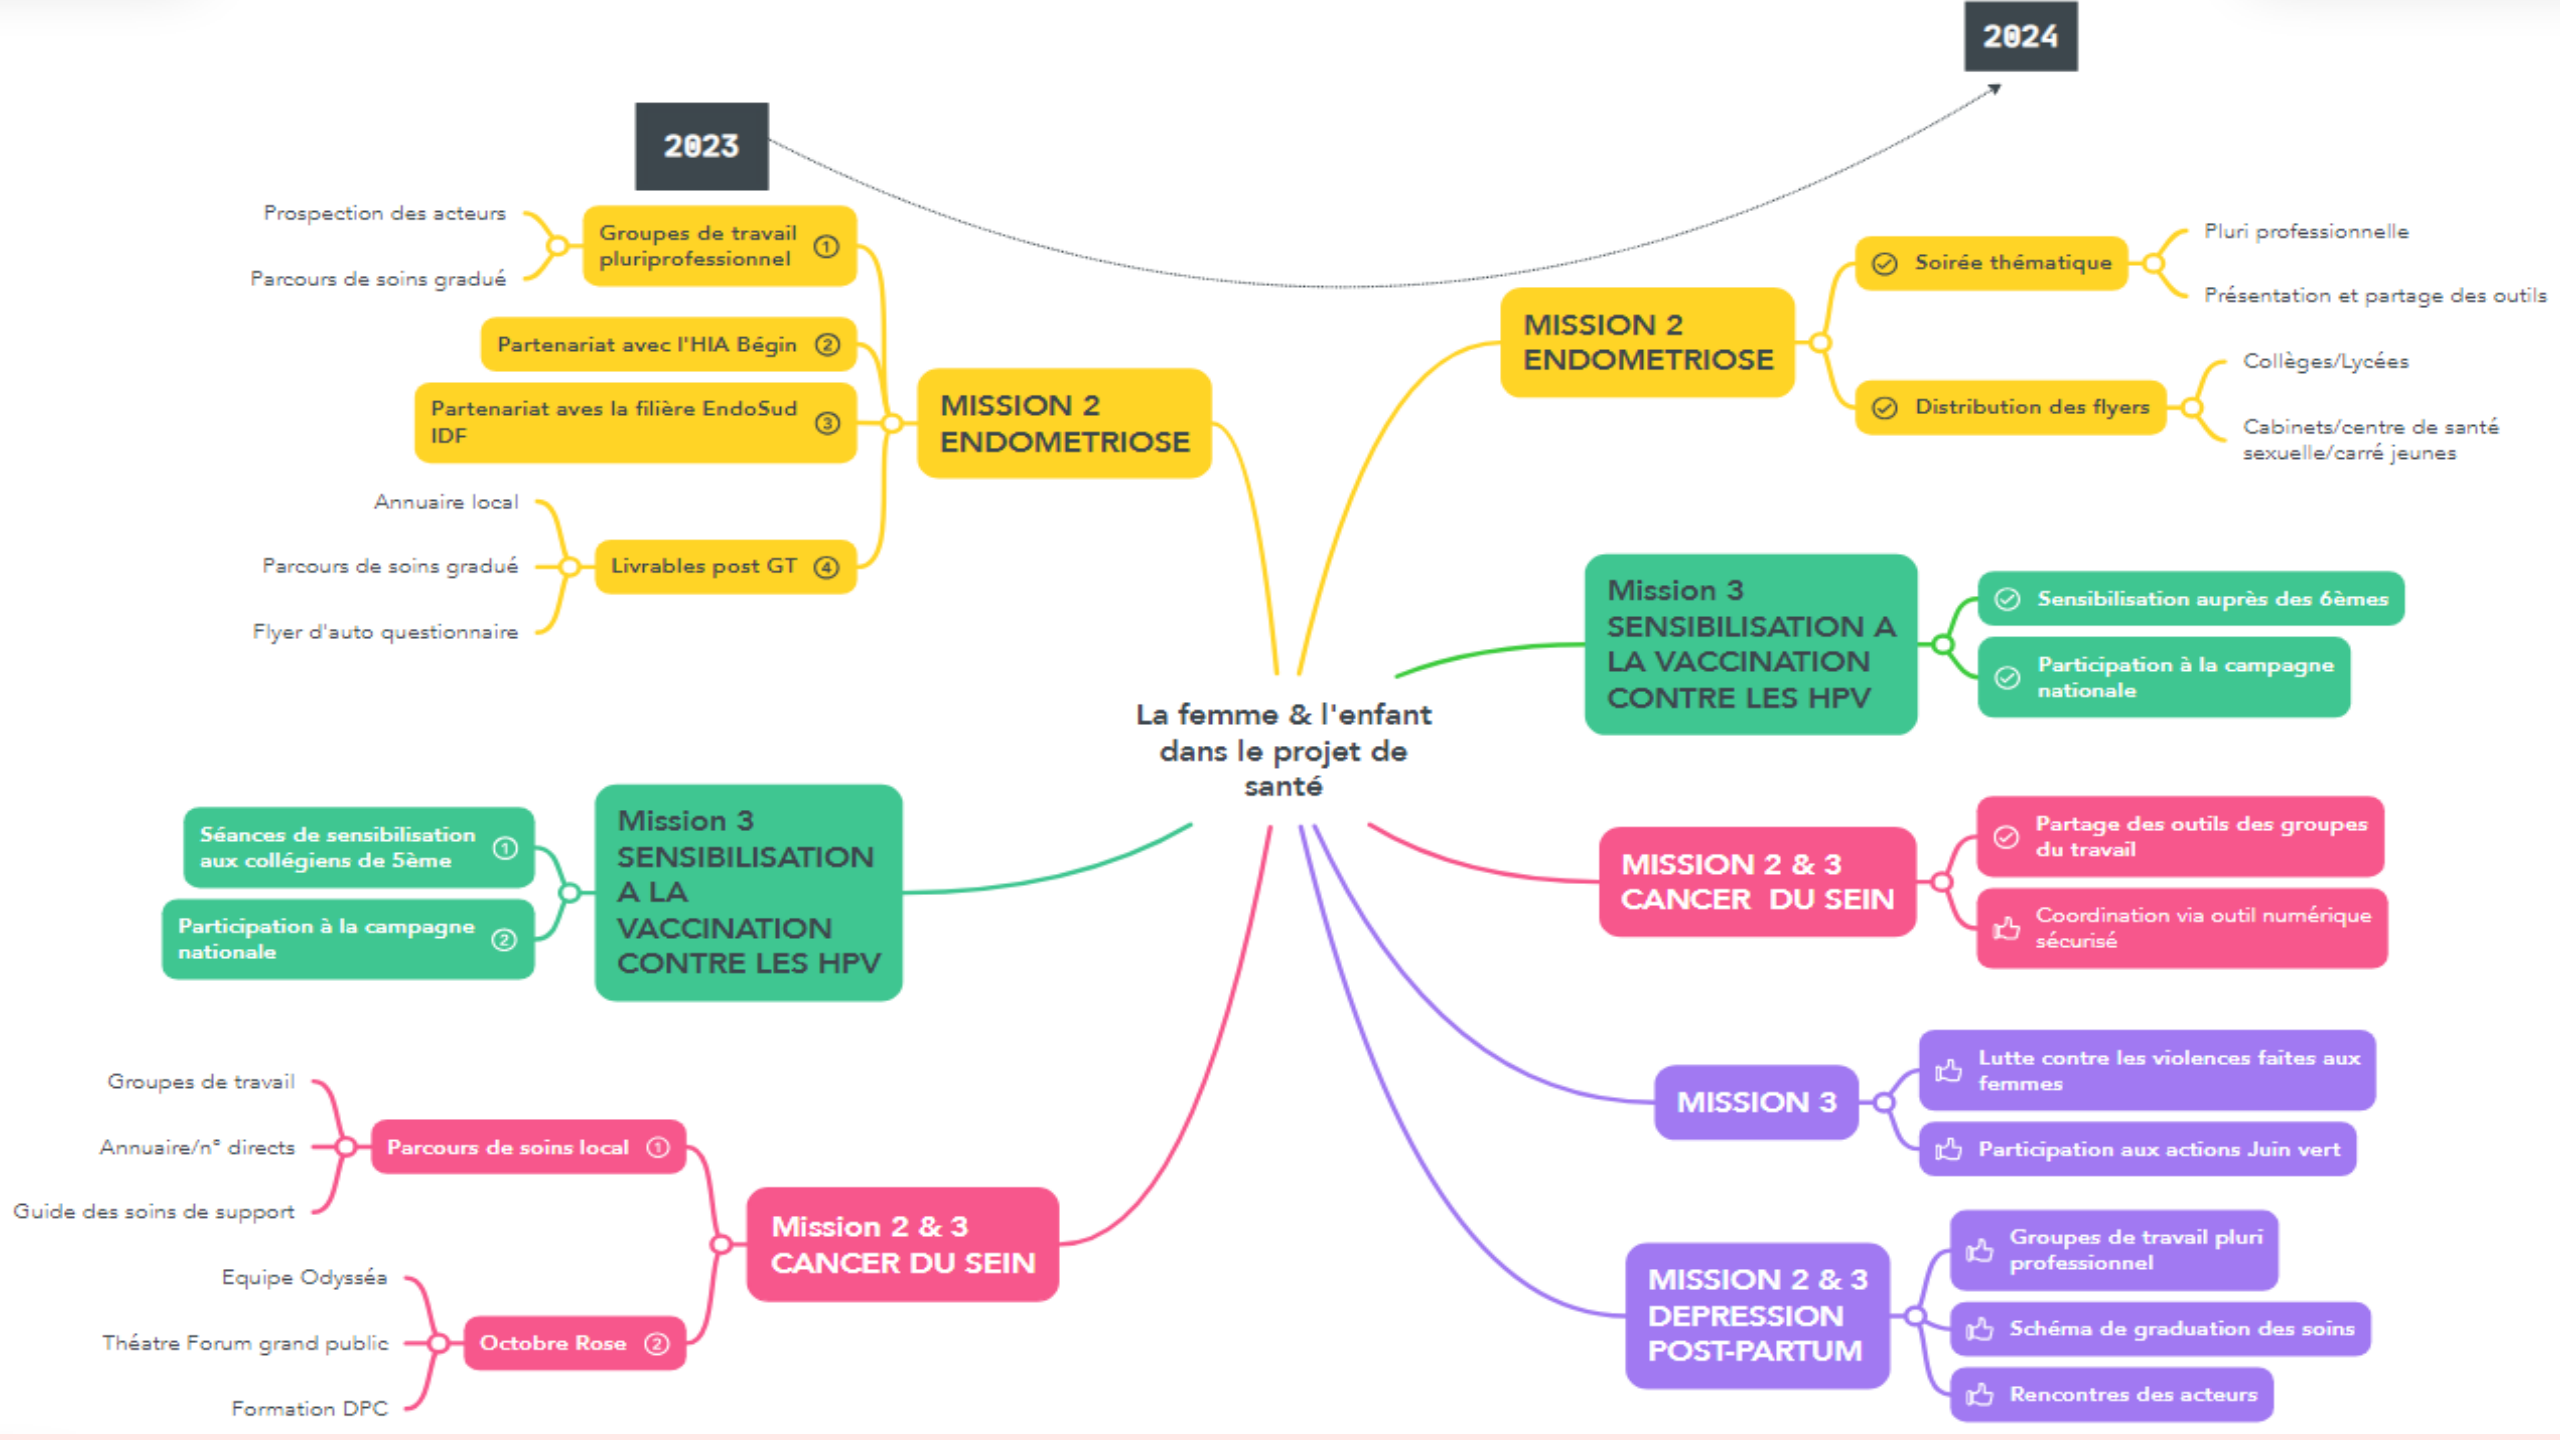 2024
2023
Prospection des acteurs
Parcours de soins gradué
Groupes de travail
pluriprofessionnel
1
Partenariat avec l'HIA Bégin
2
Partenariat aves la filière EndoSud
IDF
3
Annuaire local
Parcours de soins gradué
Flyer d'auto questionnaire
Livrables post GT
4
MISSION 2
ENDOMETRIOSE
MISSION 2
ENDOMETRIOSE
Soirée thématique
Pluri professionnelle
Présentation et partage des outils
Distribution des flyers
Collèges/Lycées
Cabinets/centre de santé
sexuelle/carré jeunes
Mission 3
SENSIBILISATION A
LA VACCINATION
CONTRE LES HPV
Sensibilisation auprès des 6èmes
Participation à la campagne
nationale
La femme & l'enfant
dans le projet de
santé
Séances de sensibilisation
aux collégiens de 5ème
1
Participation à la campagne
nationale
2
Mission 3
SENSIBILISATION
A LA
VACCINATION
CONTRE LES HPV
MISSION 2 & 3
CANCER  DU SEIN
Partage des outils des groupes
du travail
Coordination via outil numérique
sécurisé
MISSION 3
Lutte contre les violences faites aux
femmes
Participation aux actions Juin vert
Groupes de travail
Annuaire/n° directs
Guide des soins de support
Parcours de soins local
1
Equipe Odysséa
Théatre Forum grand public
Formation DPC
Octobre Rose
2
Mission 2 & 3
CANCER DU SEIN
MISSION 2 & 3
DEPRESSION
POST-PARTUM
Groupes de travail pluri
professionnel
Schéma de graduation des soins
Rencontres des acteurs